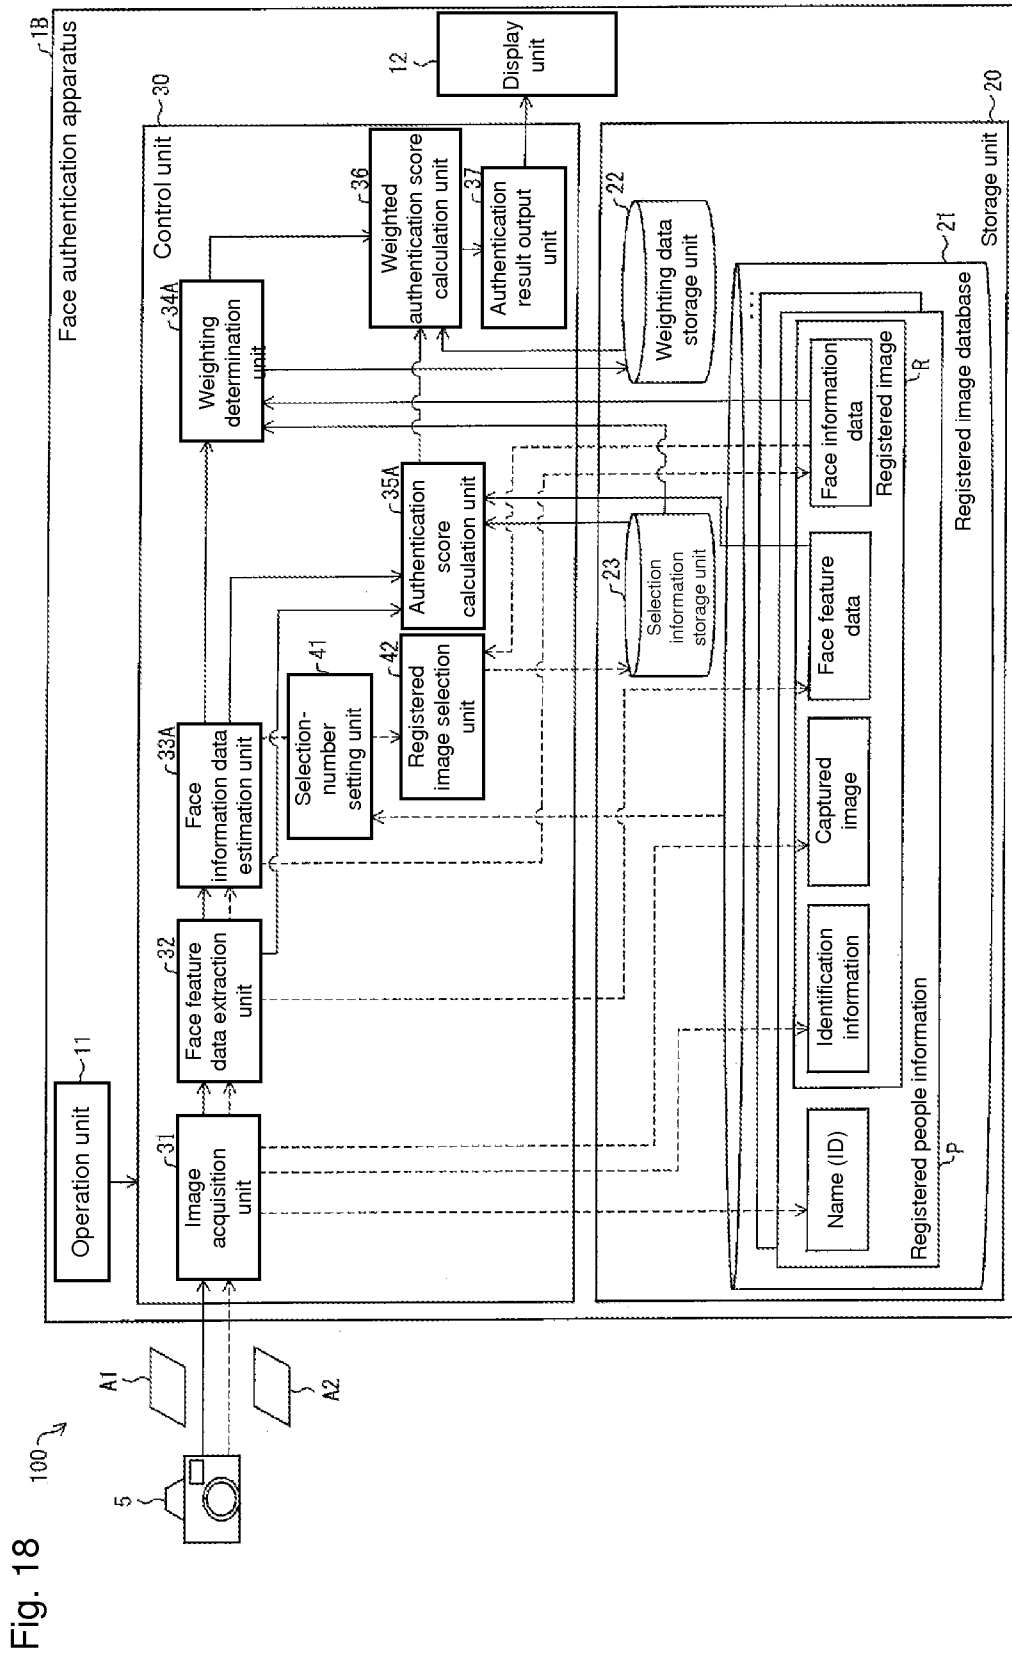 Fig. 18
100
5
A1
A2
1B
Face authentication apparatus
Operation unit
11
Control unit
30
31
Image
acquisition
unit
32
Face feature
data extraction
unit
33A
Face
information data
estimation unit
34A
Weighting
determination
unit
41
Selection-
number
setting unit
42
Registered
image selection
unit
35A
Authentication
score
calculation unit
36
Weighted
authentication score
calculation unit
37
Authentication
result output
unit
12
Display
unit
Storage unit
20
23
Selection
information
storage unit
22
Weighting data
storage unit
21
Registered image database
Name (ID)
Identification
information
Captured
image
Face feature
data
Face information
data
Registered image
R
Registered people information
P
...